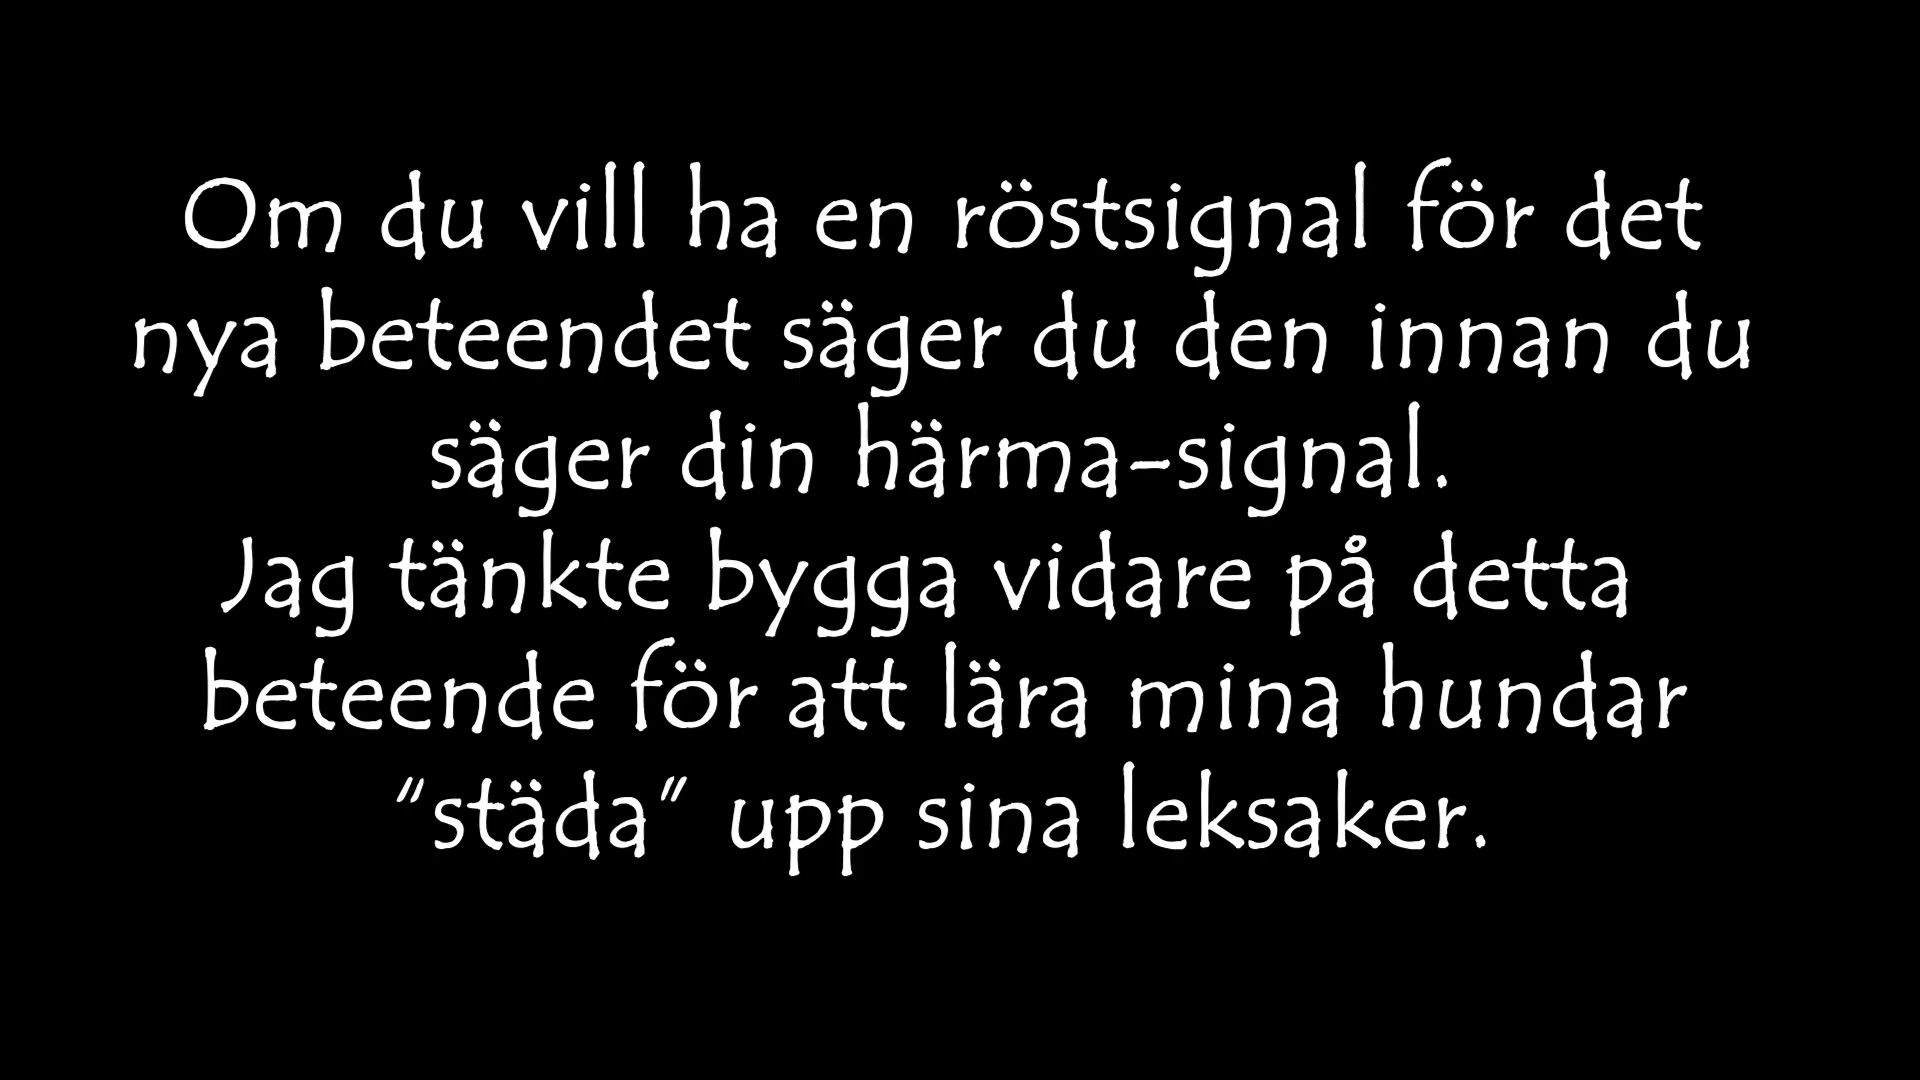 Om du vill ha en röstsignal för det
nya beteendet säger du den innan du
säger din härma-signal.
Jag tänkte bygga vidare på detta
beteende för att lära mina hundar
"städa" upp sina leksaker.